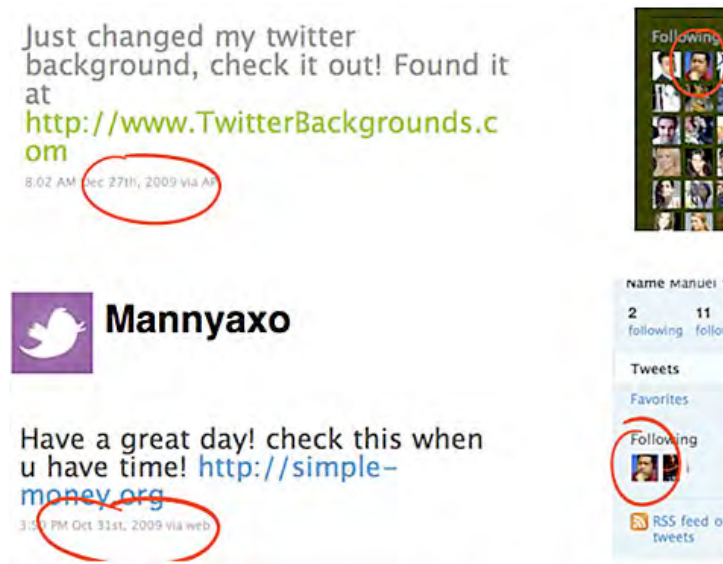 Just changed my twitter
background, check it out! Found it
at
http://www.TwitterBackgrounds.c
om
8:02 AM Dec 27th, 2009 via AP
Following
Mannyaxo
Have a great day! check this when
u have time! http://simple-
money.org
3:50 PM Oct 31st, 2009 via web
Name Manuel
2 11
following follo
Tweets
Favorites
Following
RSS feed o
tweets